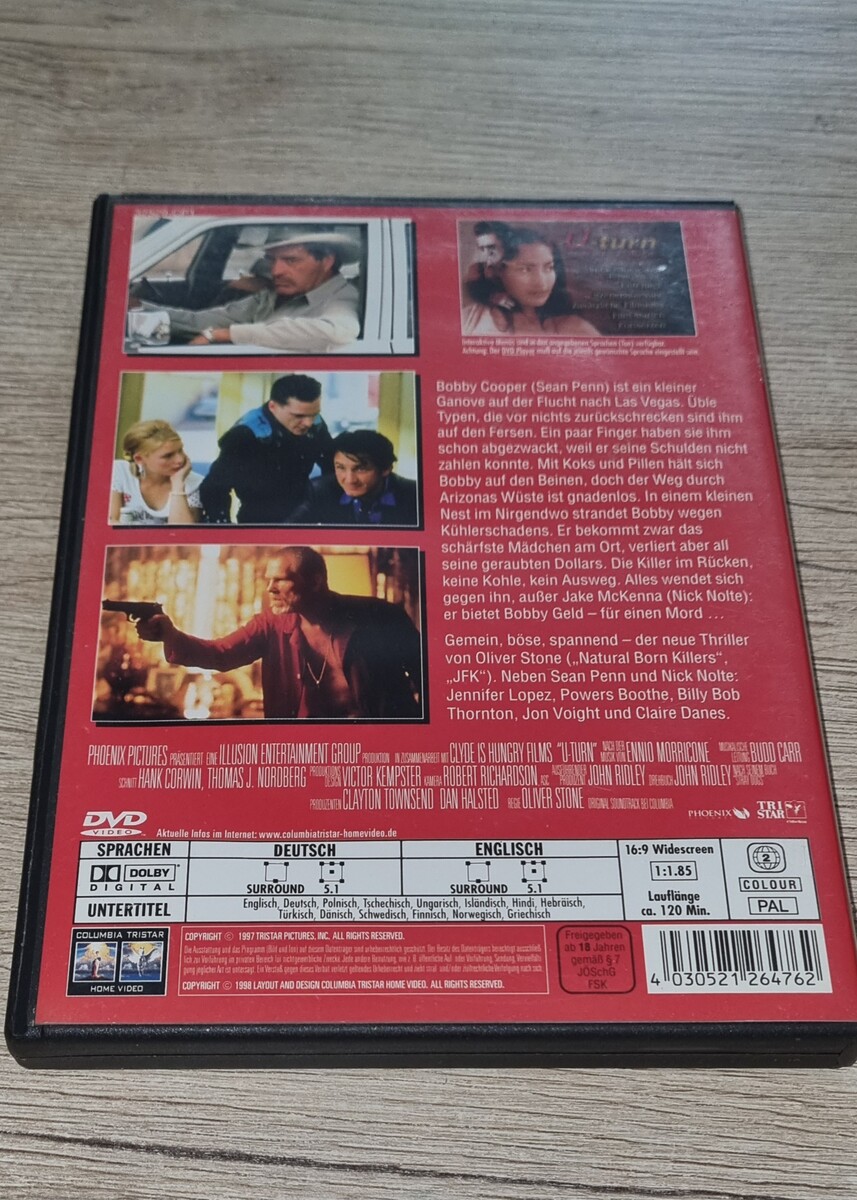 U-turn
Interaktive Menüs sind in den angegebenen Sprachen (Ton) verfügbar.
Achtung: Der DVD Player muß auf die jeweils gewünschte Sprache eingestellt sein.
Bobby Cooper (Sean Penn) ist ein kleiner
Ganove auf der Flucht nach Las Vegas. Üble
Typen, die vor nichts zurückschrecken sind ihm
auf den Fersen. Ein paar Finger haben sie ihm
schon abgezwackt, weil er seine Schulden nicht
zahlen konnte. Mit Koks und Pillen hält sich
Bobby auf den Beinen, doch der Weg durch
Arizonas Wüste ist gnadenlos. In einem kleinen
Nest im Nirgendwo strandet Bobby wegen
Kühlerschadens. Er bekommt zwar das
schärfste Mädchen am Ort, verliert aber all
seine geraubten Dollars. Die Killer im Rücken,
keine Kohle, kein Ausweg. Alles wendet sich
gegen ihn, außer Jake McKenna (Nick Nolte):
er bietet Bobby Geld – für einen Mord ...
Gemein, böse, spannend – der neue Thriller
von Oliver Stone („Natural Born Killers“,
„JFK“). Neben Sean Penn und Nick Nolte:
Jennifer Lopez, Powers Boothe, Billy Bob
Thornton, Jon Voight und Claire Danes.
PHOENIX PICTURES PRÄSENTIERT EINE ILLUSION ENTERTAINMENT GROUP PRODUKTION IN ZUSAMMENARBEIT MIT CLYDE IS HUNGRY FILMS "U-TURN" MUSIK VON ENNIO MORRICONE MUSIKALISCHE LEITUNG BUDD CARR
SCHNITT HANK CORWIN, THOMAS J. NORDBERG PRODUKTIONS DESIGN VICTOR KEMPSTER KAMERA ROBERT RICHARDSON, ASC AUSFÜHRENDER PRODUZENT JOHN RIDLEY DREHBUCH JOHN RIDLEY NACH SEINEM BUCH
PRODUZENTEN CLAYTON TOWNSEND DAN HALSTED REGIE OLIVER STONE ORIGINAL SOUNDTRACK BEI COLUMBIA
PHOENIX
TRI STAR
DVD
VIDEO
Aktuelle Infos im Internet: www.columbiatristar-homevideo.de
SPRACHEN
DEUTSCH
ENGLISCH
DOLBY
DIGITAL
SURROUND 5.1
SURROUND 5.1
UNTERTITEL
Englisch, Deutsch, Polnisch, Tschechisch, Ungarisch, Isländisch, Hindi, Hebräisch,
Türkisch, Dänisch, Schwedisch, Finnisch, Norwegisch, Griechisch
16:9 Widescreen
1:1.85
Lauflänge
ca. 120 Min.
2
COLOUR
PAL
COLUMBIA TRISTAR
HOME VIDEO
COPYRIGHT © 1997 TRISTAR PICTURES, INC. ALL RIGHTS RESERVED.
COPYRIGHT © 1998 LAYOUT AND DESIGN COLUMBIA TRISTAR HOME VIDEO. ALL RIGHTS RESERVED.
Freigegeben
ab 18 Jahren
gemäß § 7
JÖSchG
FSK
4 030521 264762